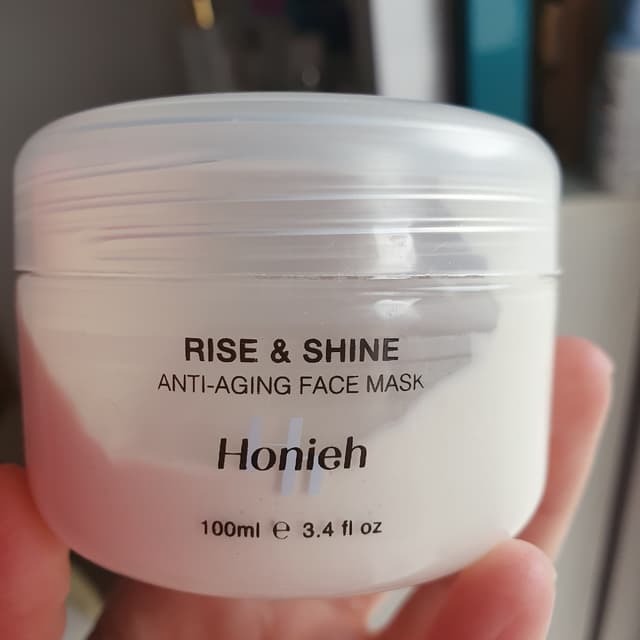 RISE & SHINE
ANTI-AGING FACE MASK
Honieh
100ml ℮ 3.4 fl oz